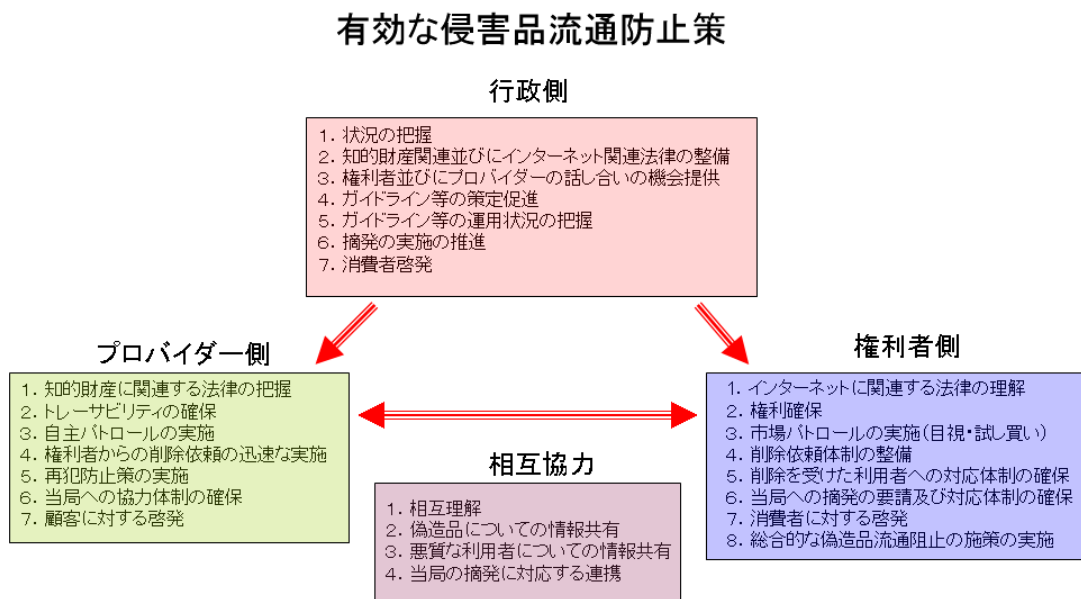 有効な侵害品流通防止策
行政側
1. 状況の把握
2. 知的財産関連並びにインターネット関連法律の整備
3. 権利者並びにプロバイダーの話し合いの機会提供
4. ガイドライン等の策定促進
5. ガイドライン等の運用状況の把握
6. 摘発の実施の推進
7. 消費者啓発
プロバイダー側
1. 知的財産に関連する法律の把握
2. トレーサビリティの確保
3. 自主パトロールの実施
4. 権利者からの削除依頼の迅速な実施
5. 再犯防止策の実施
6. 当局への協力体制の確保
7. 顧客に対する啓発
権利者側
1. インターネットに関連する法律の理解
2. 権利確保
3. 市場パトロールの実施(目視・試し買い)
4. 削除依頼体制の整備
5. 削除を受けた利用者への対応体制の確保
6. 当局への摘発の要請及び対応体制の確保
7. 消費者に対する啓発
8. 総合的な偽造品流通阻止の施策の実施
相互協力
1. 相互理解
2. 偽造品についての情報共有
3. 悪質な利用者についての情報共有
4. 当局の摘発に対応する連携